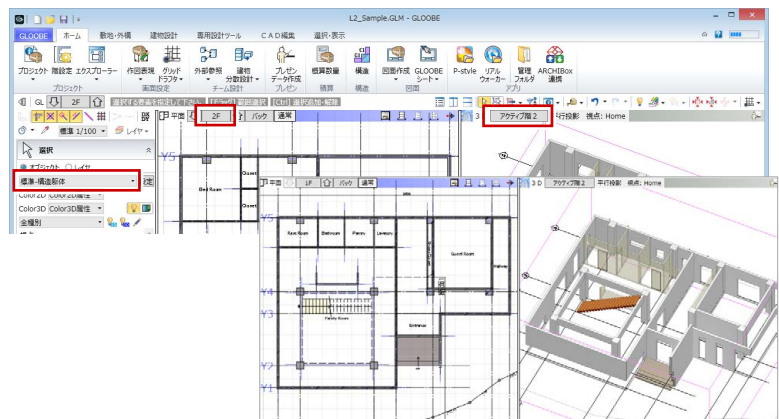 L2_Sample.GLM - GLOOBE
GLOOBE ホーム 敷地・外構 建物設計 専用設計ツール CAD編集 選択・表示
プロジェクト 階設定 エクスプローラー 作図表現 グリッド ドラフタ 外部参照 建物 分散設計 プレゼン データ作成 概算数量 構造 図面作成 GLOOBE シート P-style リアル ウォーカー 管理 フォルダ ARCHIBox 連携
プロジェクト 画面設定 チーム設計 プレゼン 積算 構造 図面 アプリ
GL 2F
標準 1/100 レイヤ
平面 2F バック 通常
3 アクティブ階 2 平行投影 視点: Home
選択
オブジェクト レイヤ
標準-構造躯体
Color2D Color2D属性
Color3D Color3D属性
全種別
Y5
Bed Room
Closet
Closet
平面 1F バック 通常
3D アクティブ階 2 平行投影 視点: Home
Y5
Bathroom Pantry Lavatory
Guest Room
Hallway
Y4
Y3
Family Room
Entrance
Y2
Y1